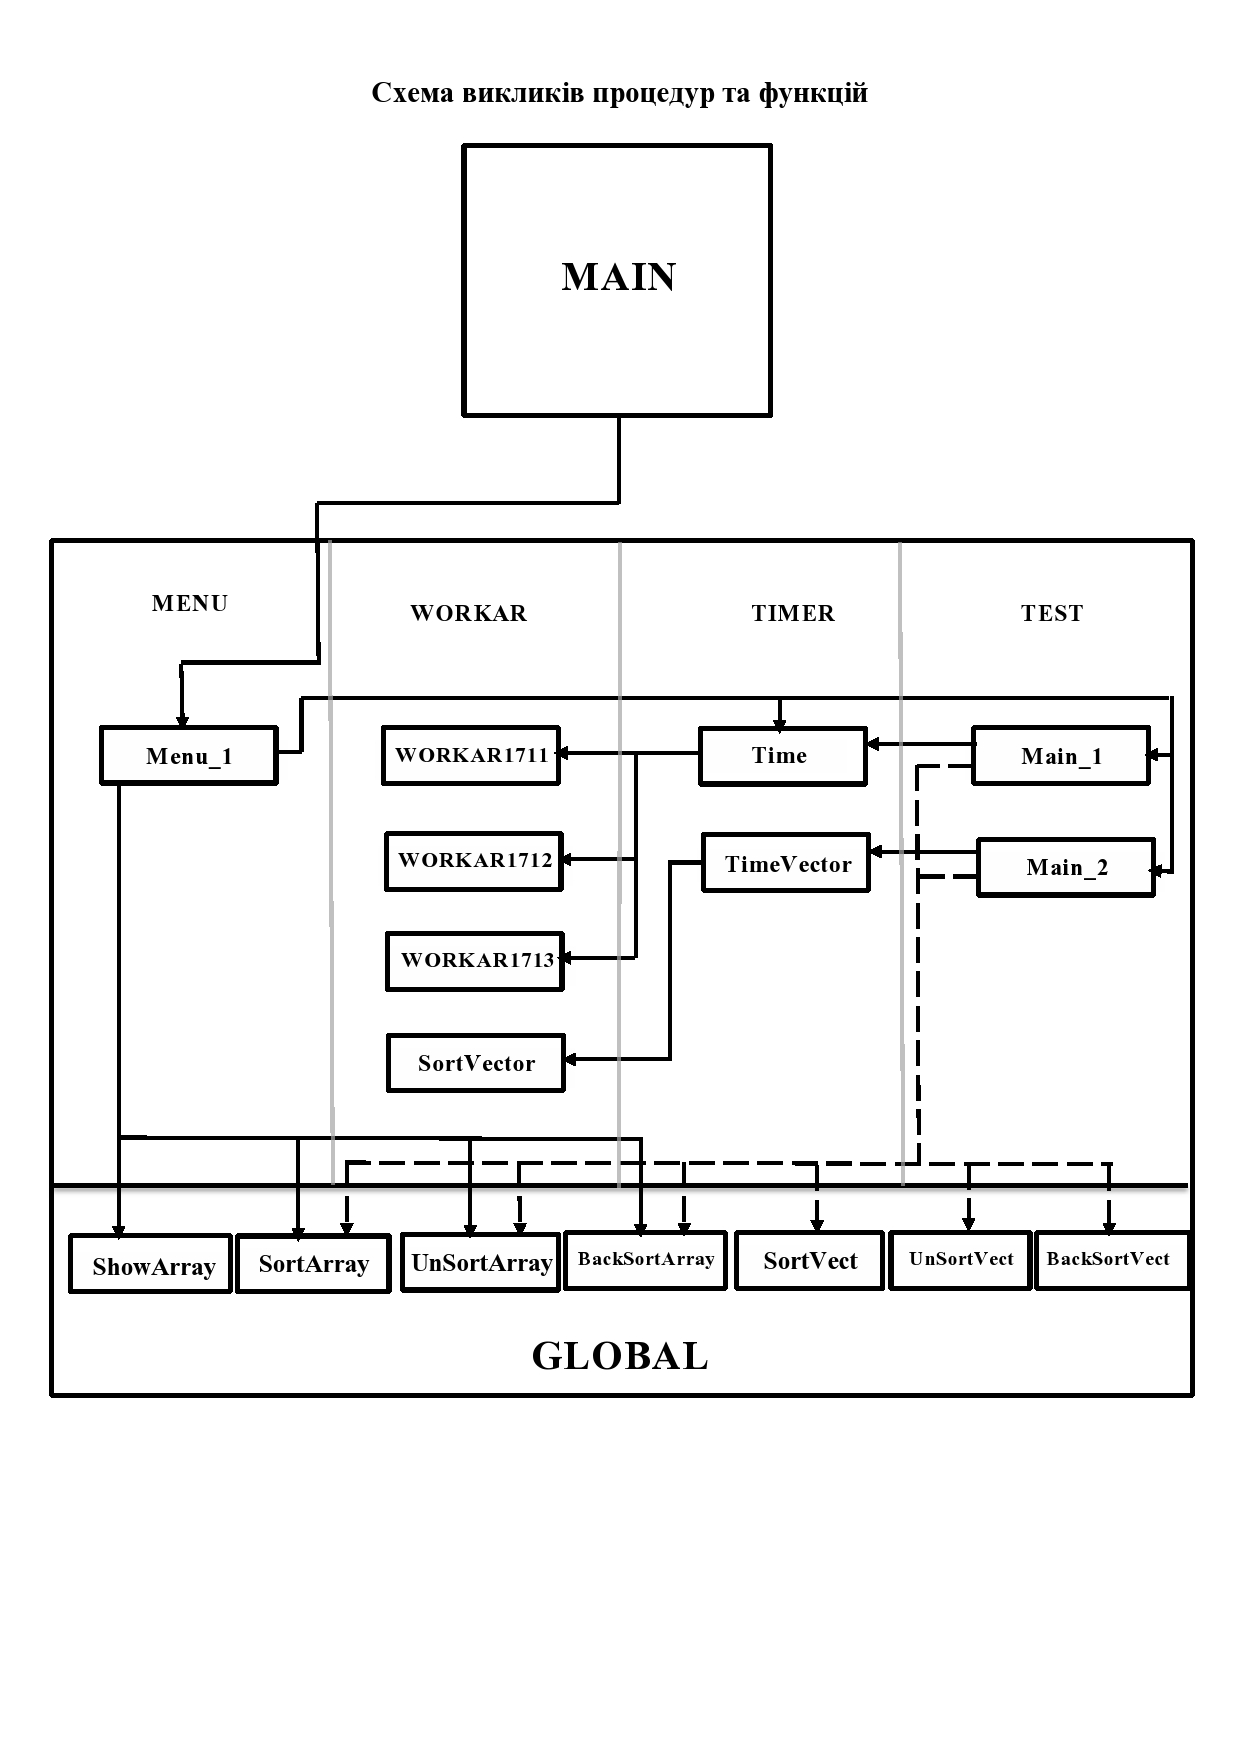 Схема викликів процедур та функцій
MAIN
MENU
WORKAR
TIMER
TEST
Menu_1
WORKAR1711
Time
Main_1
WORKAR1712
TimeVector
Main_2
WORKAR1713
SortVector
ShowArray
SortArray
UnSortArray
BackSortArray
SortVect
UnSortVect
BackSortVect
GLOBAL